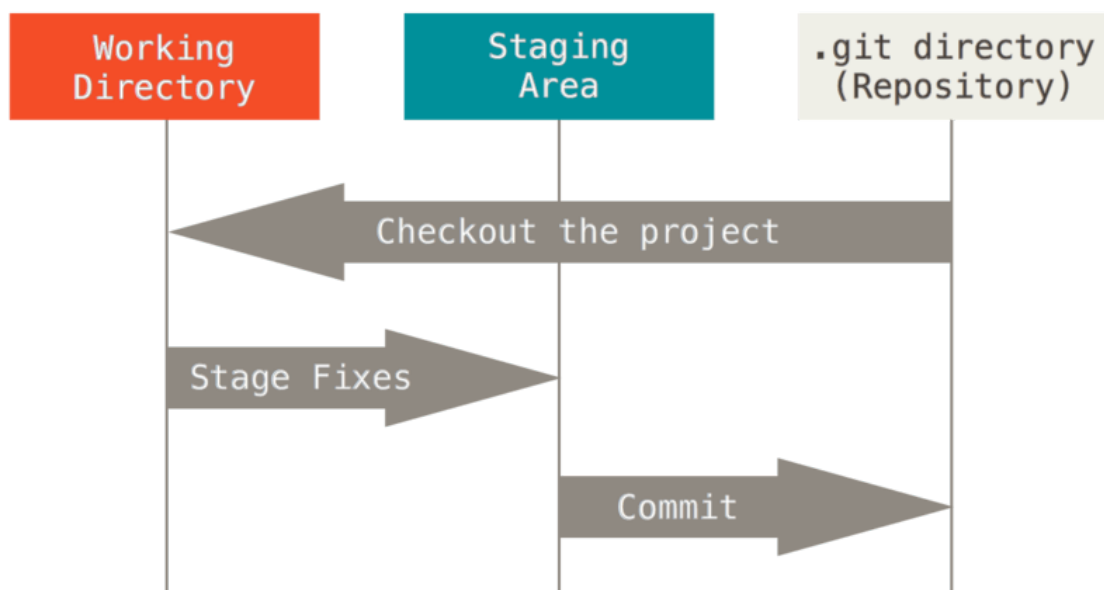 Working
Directory
Staging
Area
.git directory
(Repository)
Checkout the project
Stage Fixes
Commit